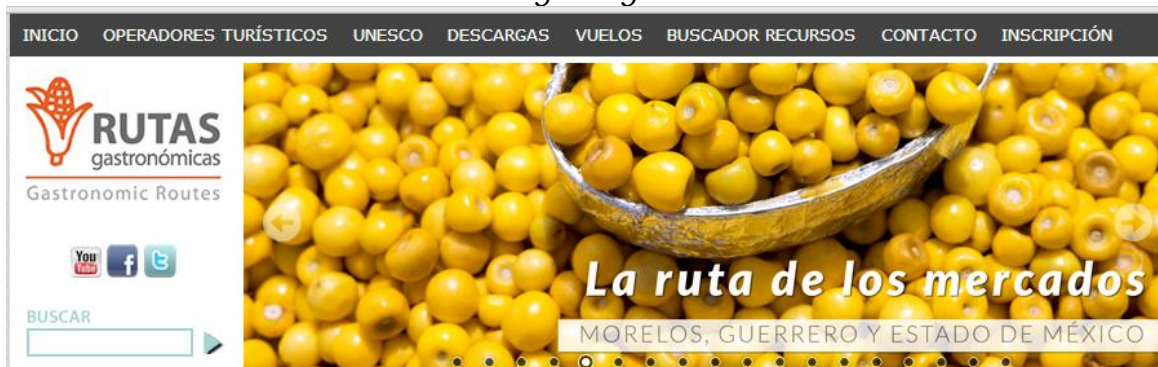 INICIO OPERADORES TURÍSTICOS UNESCO DESCARGAS VUELOS BUSCADOR RECURSOS CONTACTO INSCRIPCIÓN
RUTAS
gastronómicas
Gastronomic Routes
You
Tube
f
BUSCAR
La ruta de los mercados
MORELOS, GUERRERO Y ESTADO DE MÉXICO